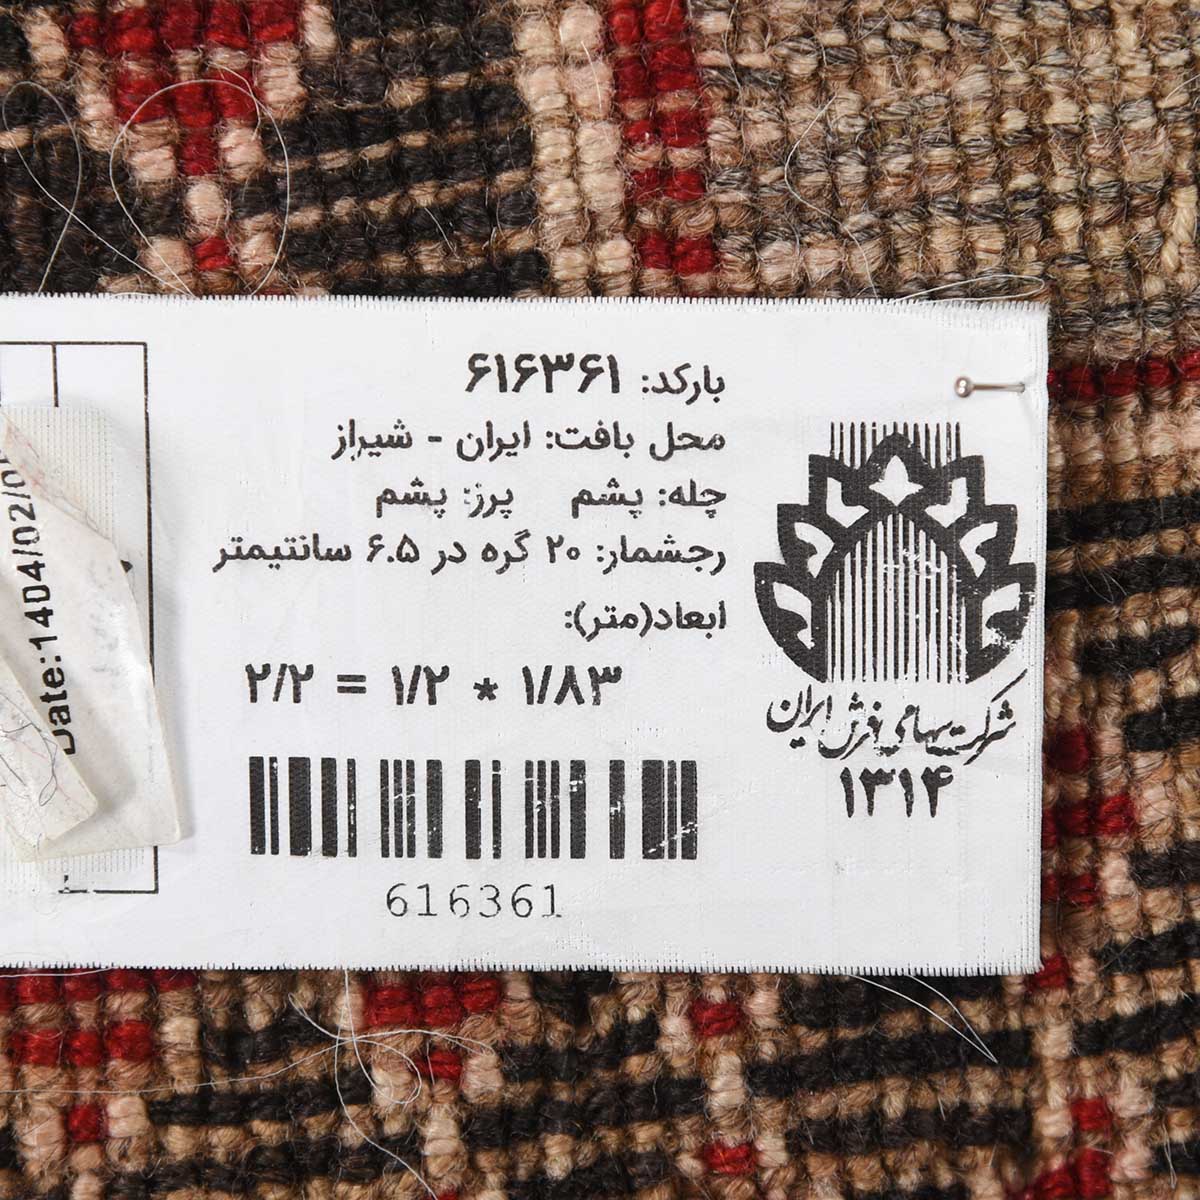 بارکد: ۶۱۶۳۶۱
محل بافت: ایران - شیراز
چله: پشم پرز: پشم
رجشمار: ۲۰ گره در ۶.۵ سانتیمتر
ابعاد(متر):
۱/۸۳ * ۱/۲ = ۲/۲
616361
شرکت سهامی فرش ایران
۱۳۱۴
Date:1404/02/0